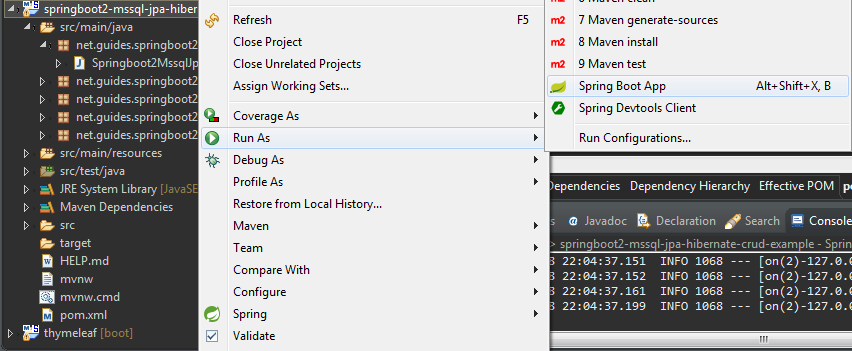 springboot2-mssql-jpa-hiber
src/main/java
net.guides.springboot2
Springboot2MssqlJp
net.guides.springboot2
net.guides.springboot2
net.guides.springboot2
net.guides.springboot2
src/main/resources
src/test/java
JRE System Library [JavaSE
Maven Dependencies
src
target
HELP.md
mvnw
mvnw.cmd
pom.xml
thymeleaf [boot]
Refresh F5
Close Project
Close Unrelated Projects
Assign Working Sets...
Coverage As
Run As
Debug As
Profile As
Restore from Local History...
Maven
Team
Compare With
Configure
Spring
Validate
m2 7 Maven generate-sources
m2 8 Maven install
m2 9 Maven test
Spring Boot App Alt+Shift+X, B
Spring Devtools Client
Run Configurations...
Dependencies Dependency Hierarchy Effective POM po
s @ Javadoc Declaration Search Console
> springboot2-mssql-jpa-hibernate-crud-example - Sprin
8 22:04:37.151 INFO 1068 --- [on(2)-127.0.0
8 22:04:37.152 INFO 1068 --- [on(2)-127.0.0
8 22:04:37.161 INFO 1068 --- [on(2)-127.0.0
8 22:04:37.199 INFO 1068 --- [on(2)-127.0.0